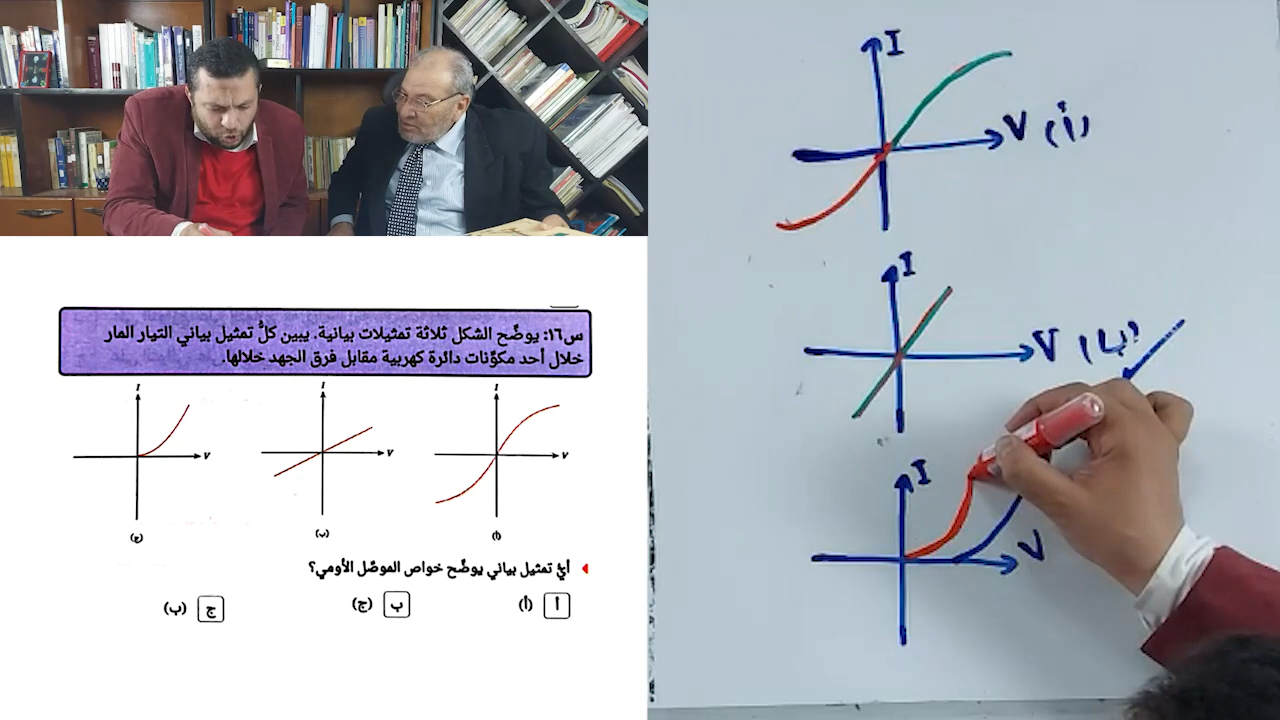 س١٦: يوضِّح الشكل ثلاثة تمثيلات بيانية. يبين كلُّ تمثيل بياني التيار المار
خلال أحد مكوِّنات دائرة كهربية مقابل فرق الجهد خلالها.
I
V
(أ)
I
V
(ب)
I
V
(ج)
أيُّ تمثيل بياني يوضِّح خواص الموصِّل الأومي؟
أ (أ)
ب (ج)
ج (ب)
I
V (أ)
I
V (ب)
I
V